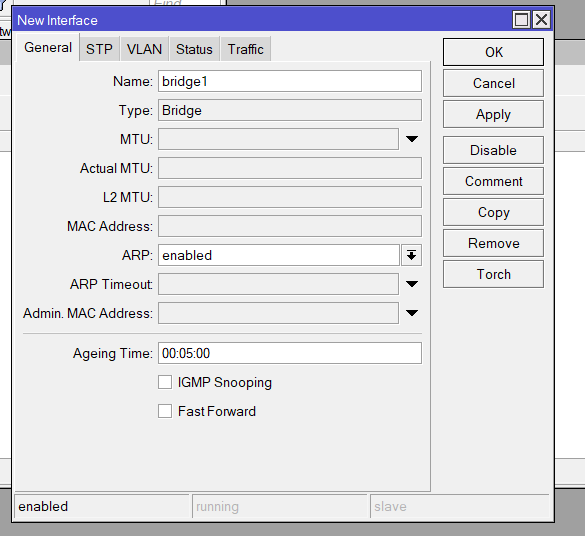 Find
New Interface
General STP VLAN Status Traffic
OK
Name: bridge1
Cancel
Type: Bridge
Apply
MTU:
Disable
Actual MTU:
Comment
L2 MTU:
Copy
MAC Address:
Remove
ARP: enabled
Torch
ARP Timeout:
Admin. MAC Address:
Ageing Time: 00:05:00
IGMP Snooping
Fast Forward
enabled running slave